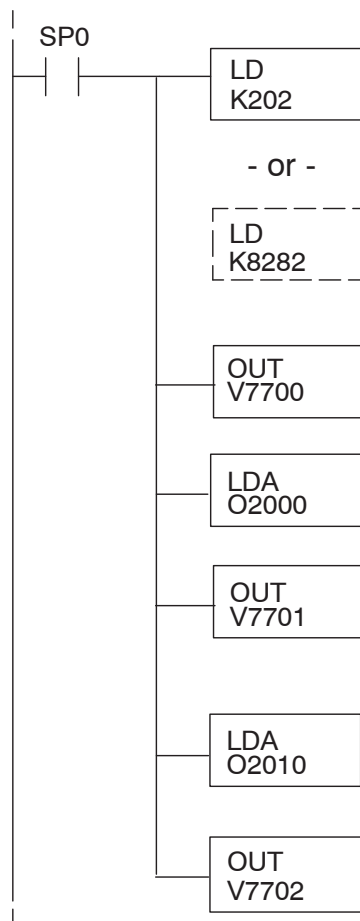 SP0
LD
K202
- or -
LD
K8282
OUT
V7700
LDA
O2000
OUT
V7701
LDA
O2010
OUT
V7702